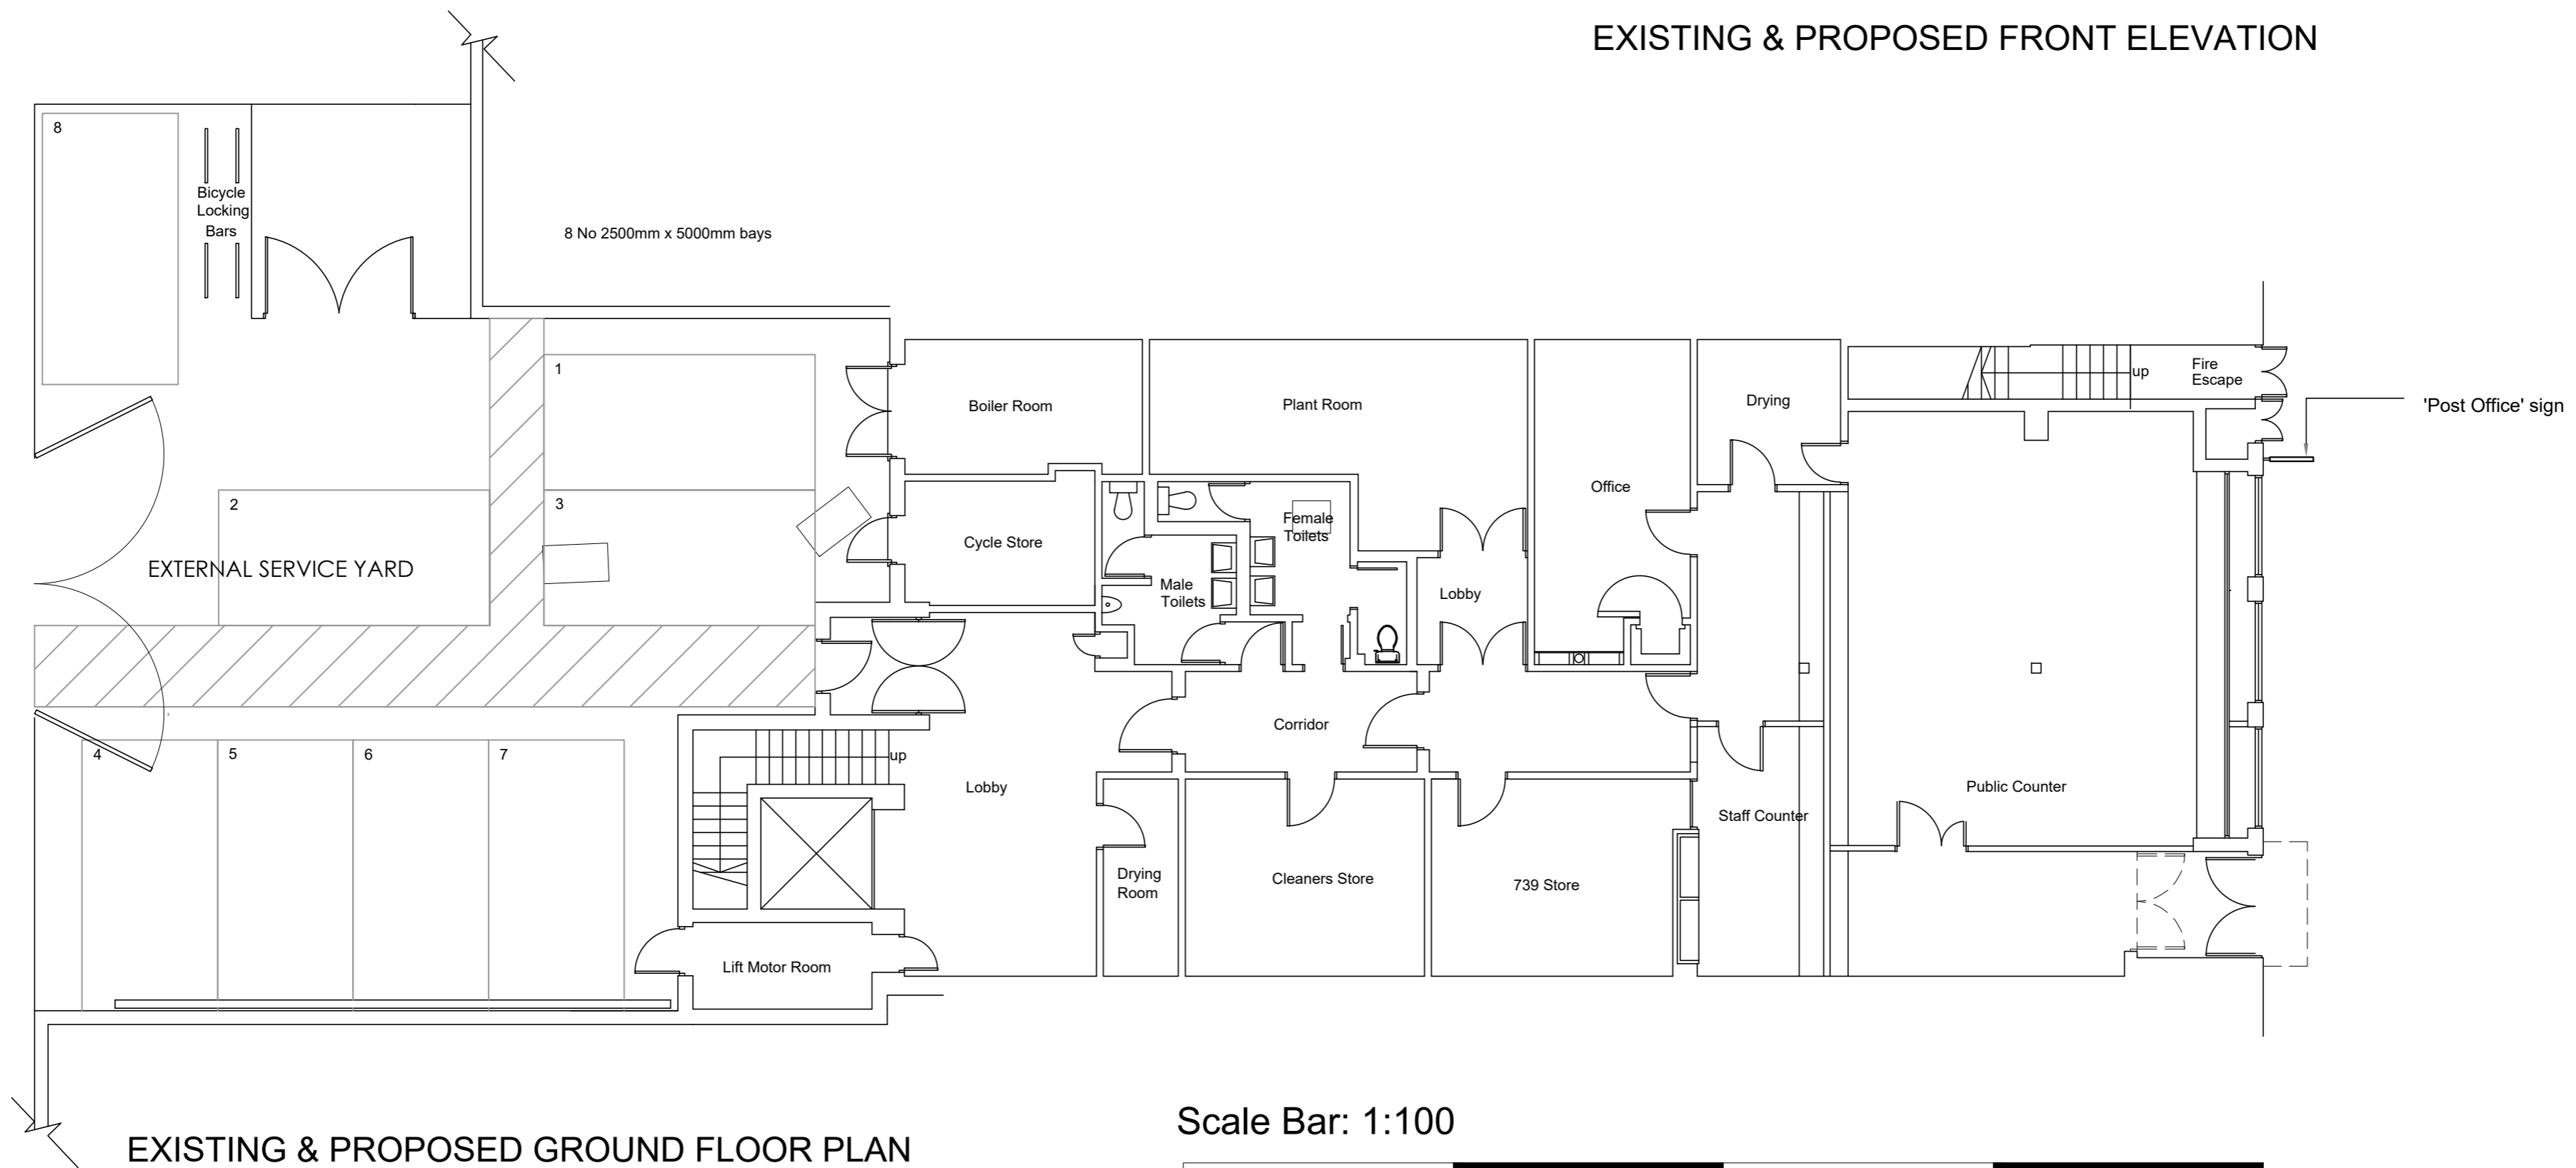 EXISTING & PROPOSED FRONT ELEVATION
8
Bicycle
Locking
Bars
8 No 2500mm x 5000mm bays
1
Boiler Room
Plant Room
Drying
up
Fire
Escape
'Post Office' sign
2
3
Office
EXTERNAL SERVICE YARD
Cycle Store
Female
Toilets
Male
Toilets
Lobby
4
5
6
7
up
Lobby
Corridor
Public Counter
Staff Counter
Drying
Room
Cleaners Store
739 Store
Lift Motor Room
Scale Bar: 1:100
EXISTING & PROPOSED GROUND FLOOR PLAN